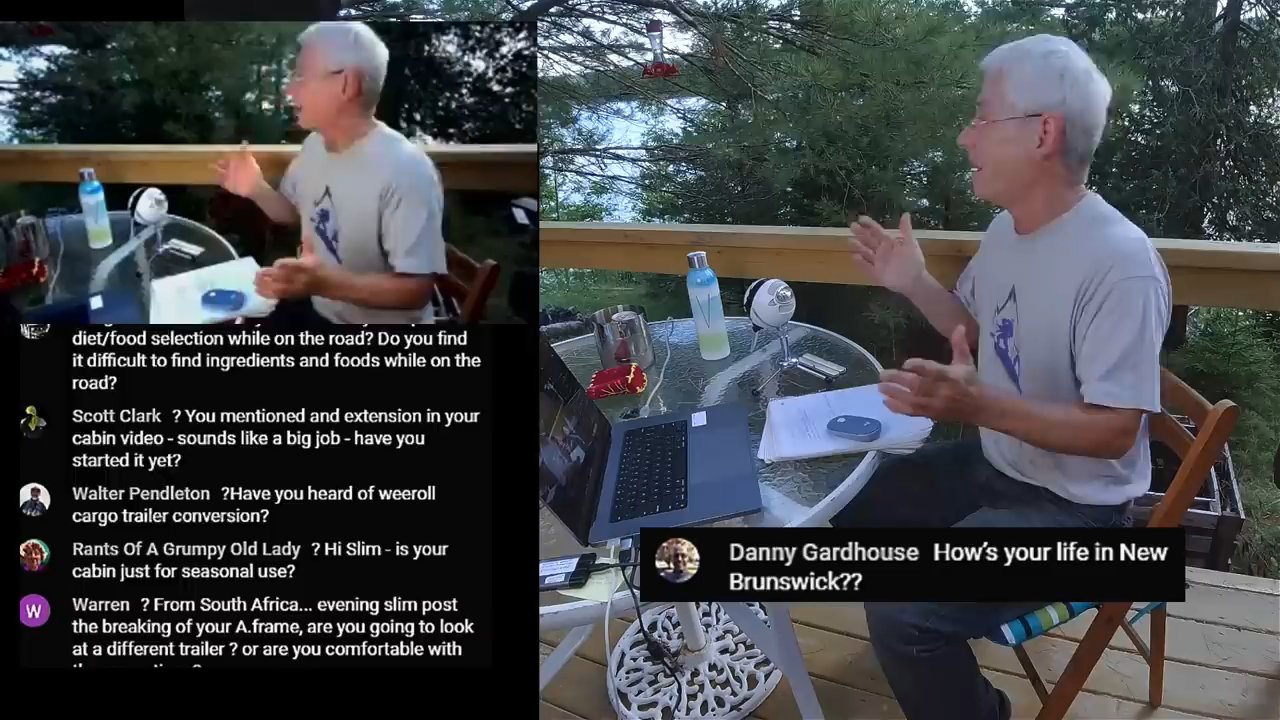 diet/food selection while on the road? Do you find
it difficult to find ingredients and foods while on the
road?
Scott Clark ? You mentioned and extension in your
cabin video - sounds like a big job - have you
started it yet?
Walter Pendleton ?Have you heard of weeroll
cargo trailer conversion?
Rants Of A Grumpy Old Lady ? Hi Slim - is your
cabin just for seasonal use?
Warren ? From South Africa... evening slim post
the breaking of your A.frame, are you going to look
at a different trailer ? or are you comfortable with
Danny Gardhouse How's your life in New
Brunswick??